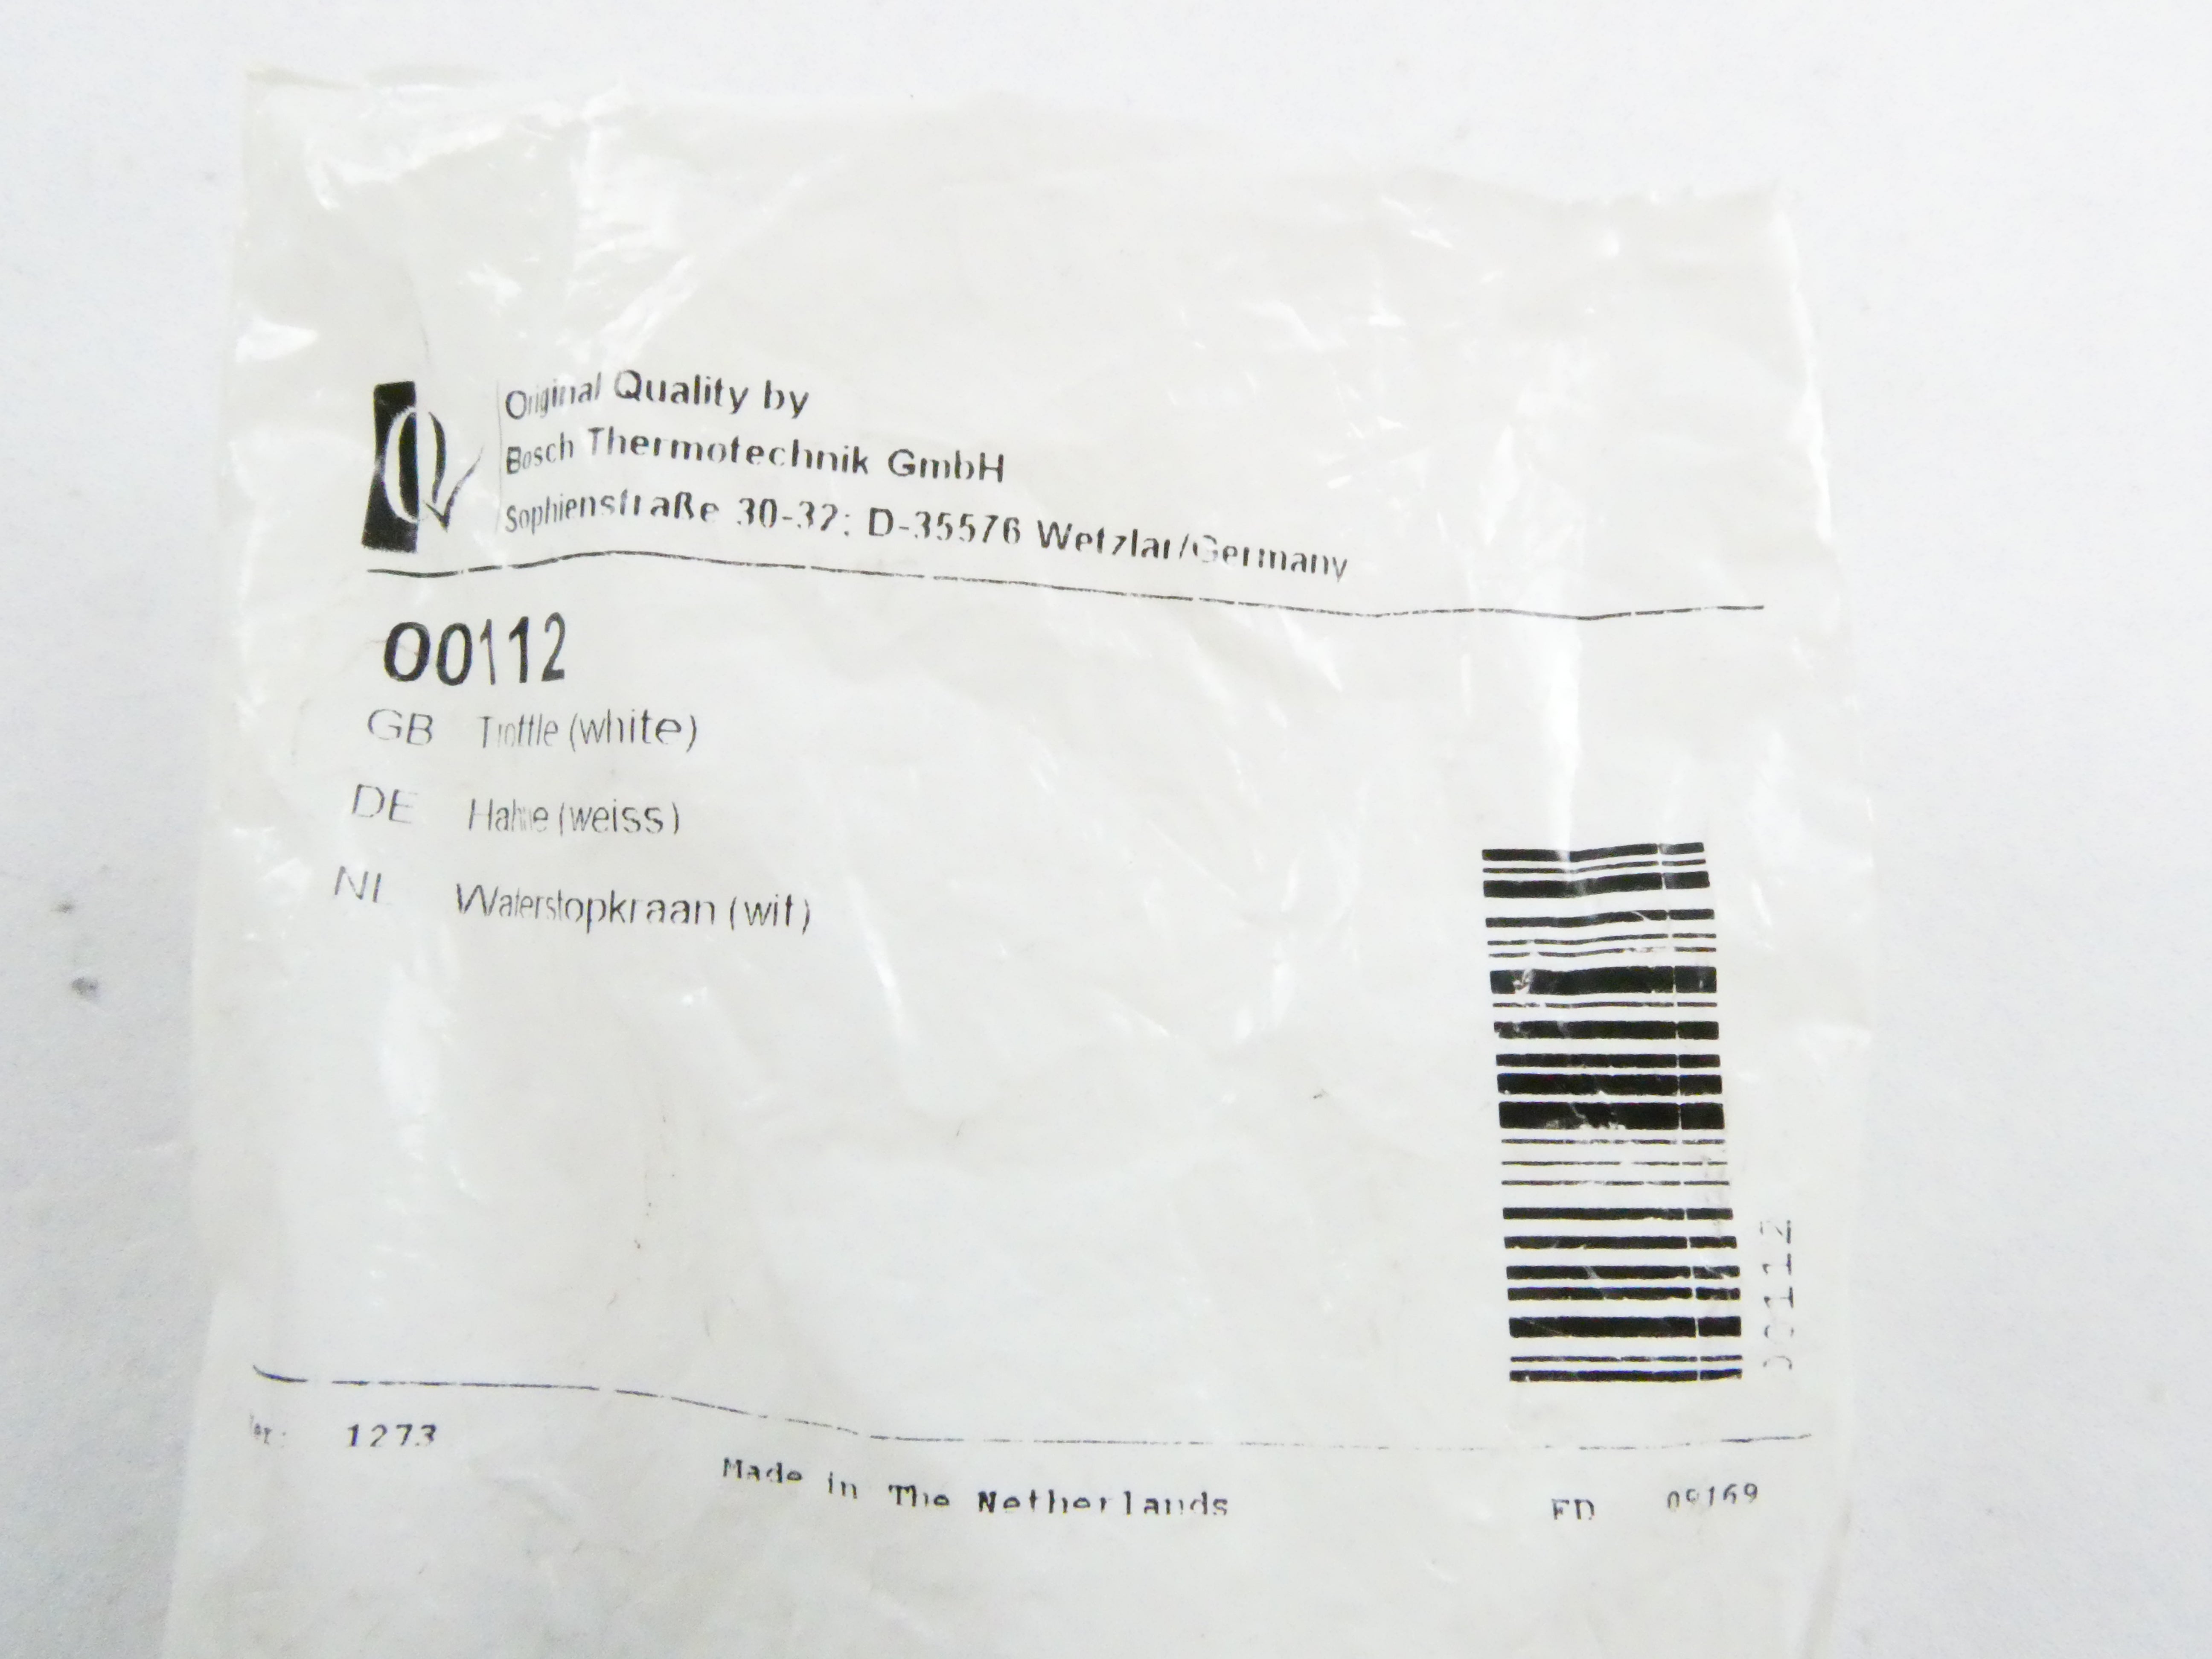 Original Quality by
Bosch Thermotechnik GmbH
Sophienstraße 30-32; D-35576 Wetzlar/Germany
00112
GB Trottle (white)
DE Hahne (weiss)
NL Waterstopkraan (wit)
00112
1273
Made in The Netherlands
FD 09169